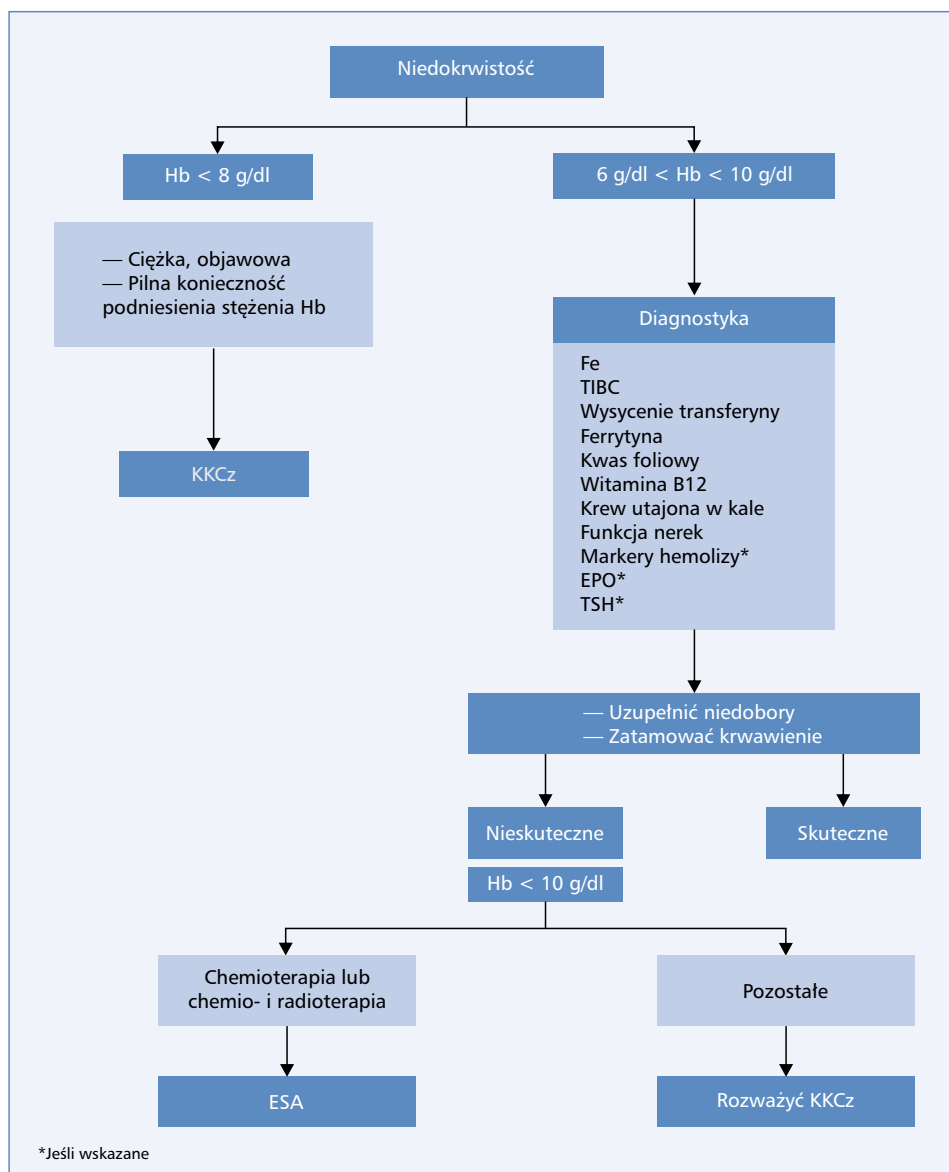 Niedokrwistość
Hb < 8 g/dl
6 g/dl < Hb < 10 g/dl
— Ciężka, objawowa
— Pilna konieczność
podniesienia stężenia Hb
KKCz
Diagnostyka
Fe
TIBC
Wysycenie transferyny
Ferrytyna
Kwas foliowy
Witamina B12
Krew utajona w kale
Funkcja nerek
Markery hemolizy*
EPO*
TSH*
— Uzupełnić niedobory
— Zatamować krwawienie
Nieskuteczne
Skuteczne
Hb < 10 g/dl
Chemioterapia lub
chemio- i radioterapia
Pozostałe
ESA
Rozważyć KKCz
*Jeśli wskazane